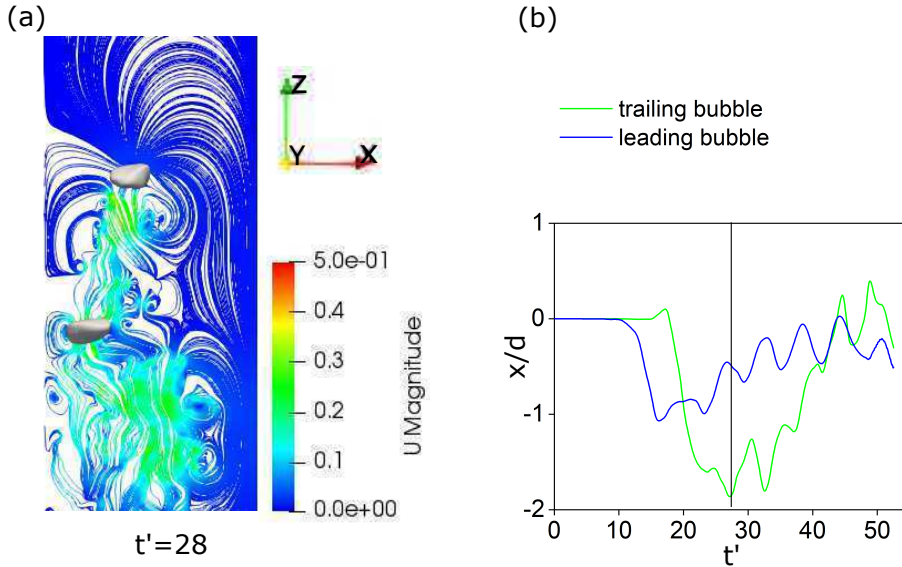 (a)
Z
Y
X
5.0e-01
0.4
0.3
0.2
0.1
0.0e+00
U Magnitude
t'=28
(b)
trailing bubble
leading bubble
1
0
-1
-2
x/d
0
10
20
30
40
50
t'